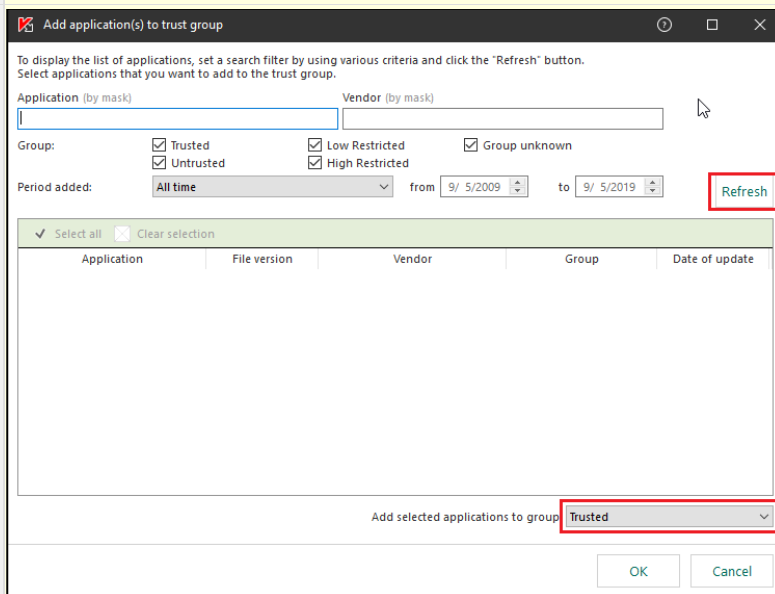 Add application(s) to trust group
To display the list of applications, set a search filter by using various criteria and click the "Refresh" button.
Select applications that you want to add to the trust group.
Application (by mask) Vendor (by mask)
Group: Trusted Low Restricted Group unknown
Untrusted High Restricted
Period added: All time from 9/ 5/2009 to 9/ 5/2019 Refresh
Select all Clear selection
Application File version Vendor Group Date of update
Add selected applications to group Trusted
OK Cancel